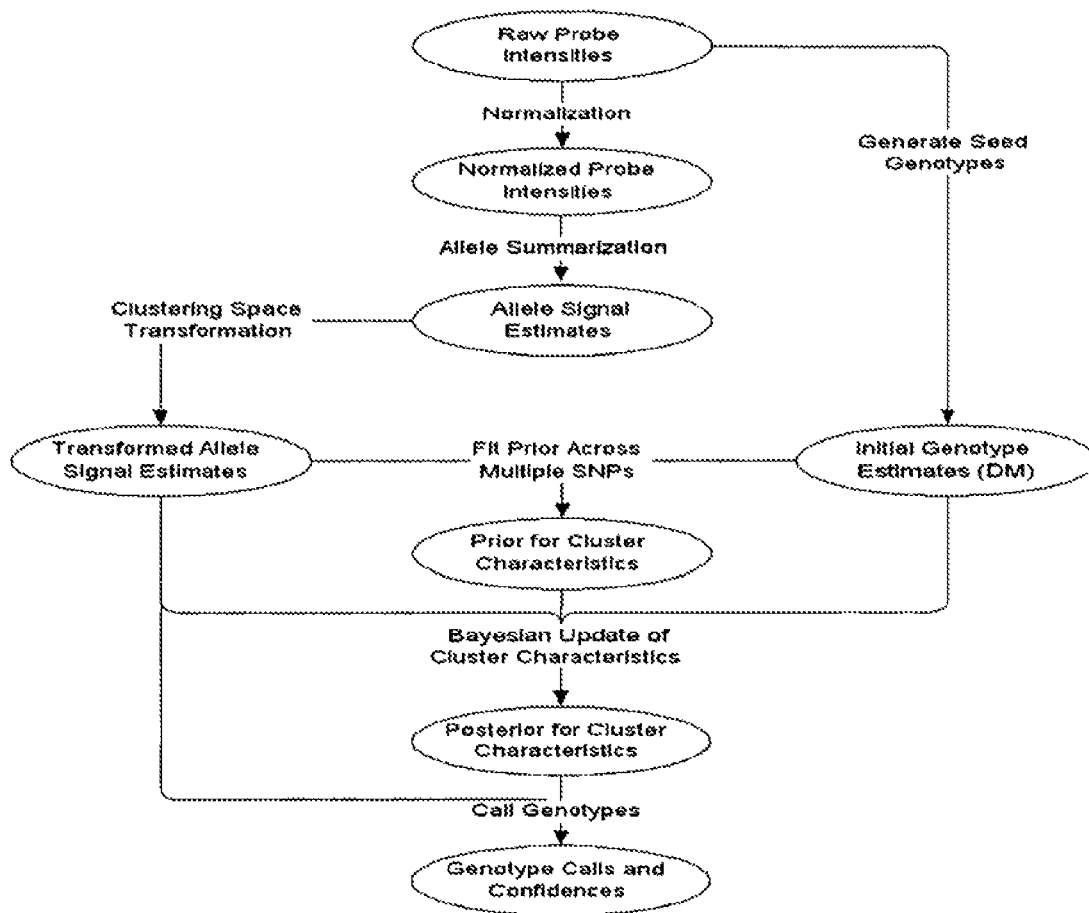 Raw Probe
Intensities
Normalization
Generate Seed
Genotypes
Normalized Probe
Intensities
Allele Summarization
Clustering Space
Transformation
Allele Signal
Estimates
Transformed Allele
Signal Estimates
Fit Prior Across
Multiple SNPs
Initial Genotype
Estimates (DM)
Prior for Cluster
Characteristics
Bayesian Update of
Cluster Characteristics
Posterior for Cluster
Characteristics
Call Genotypes
Genotype Calls and
Confidences